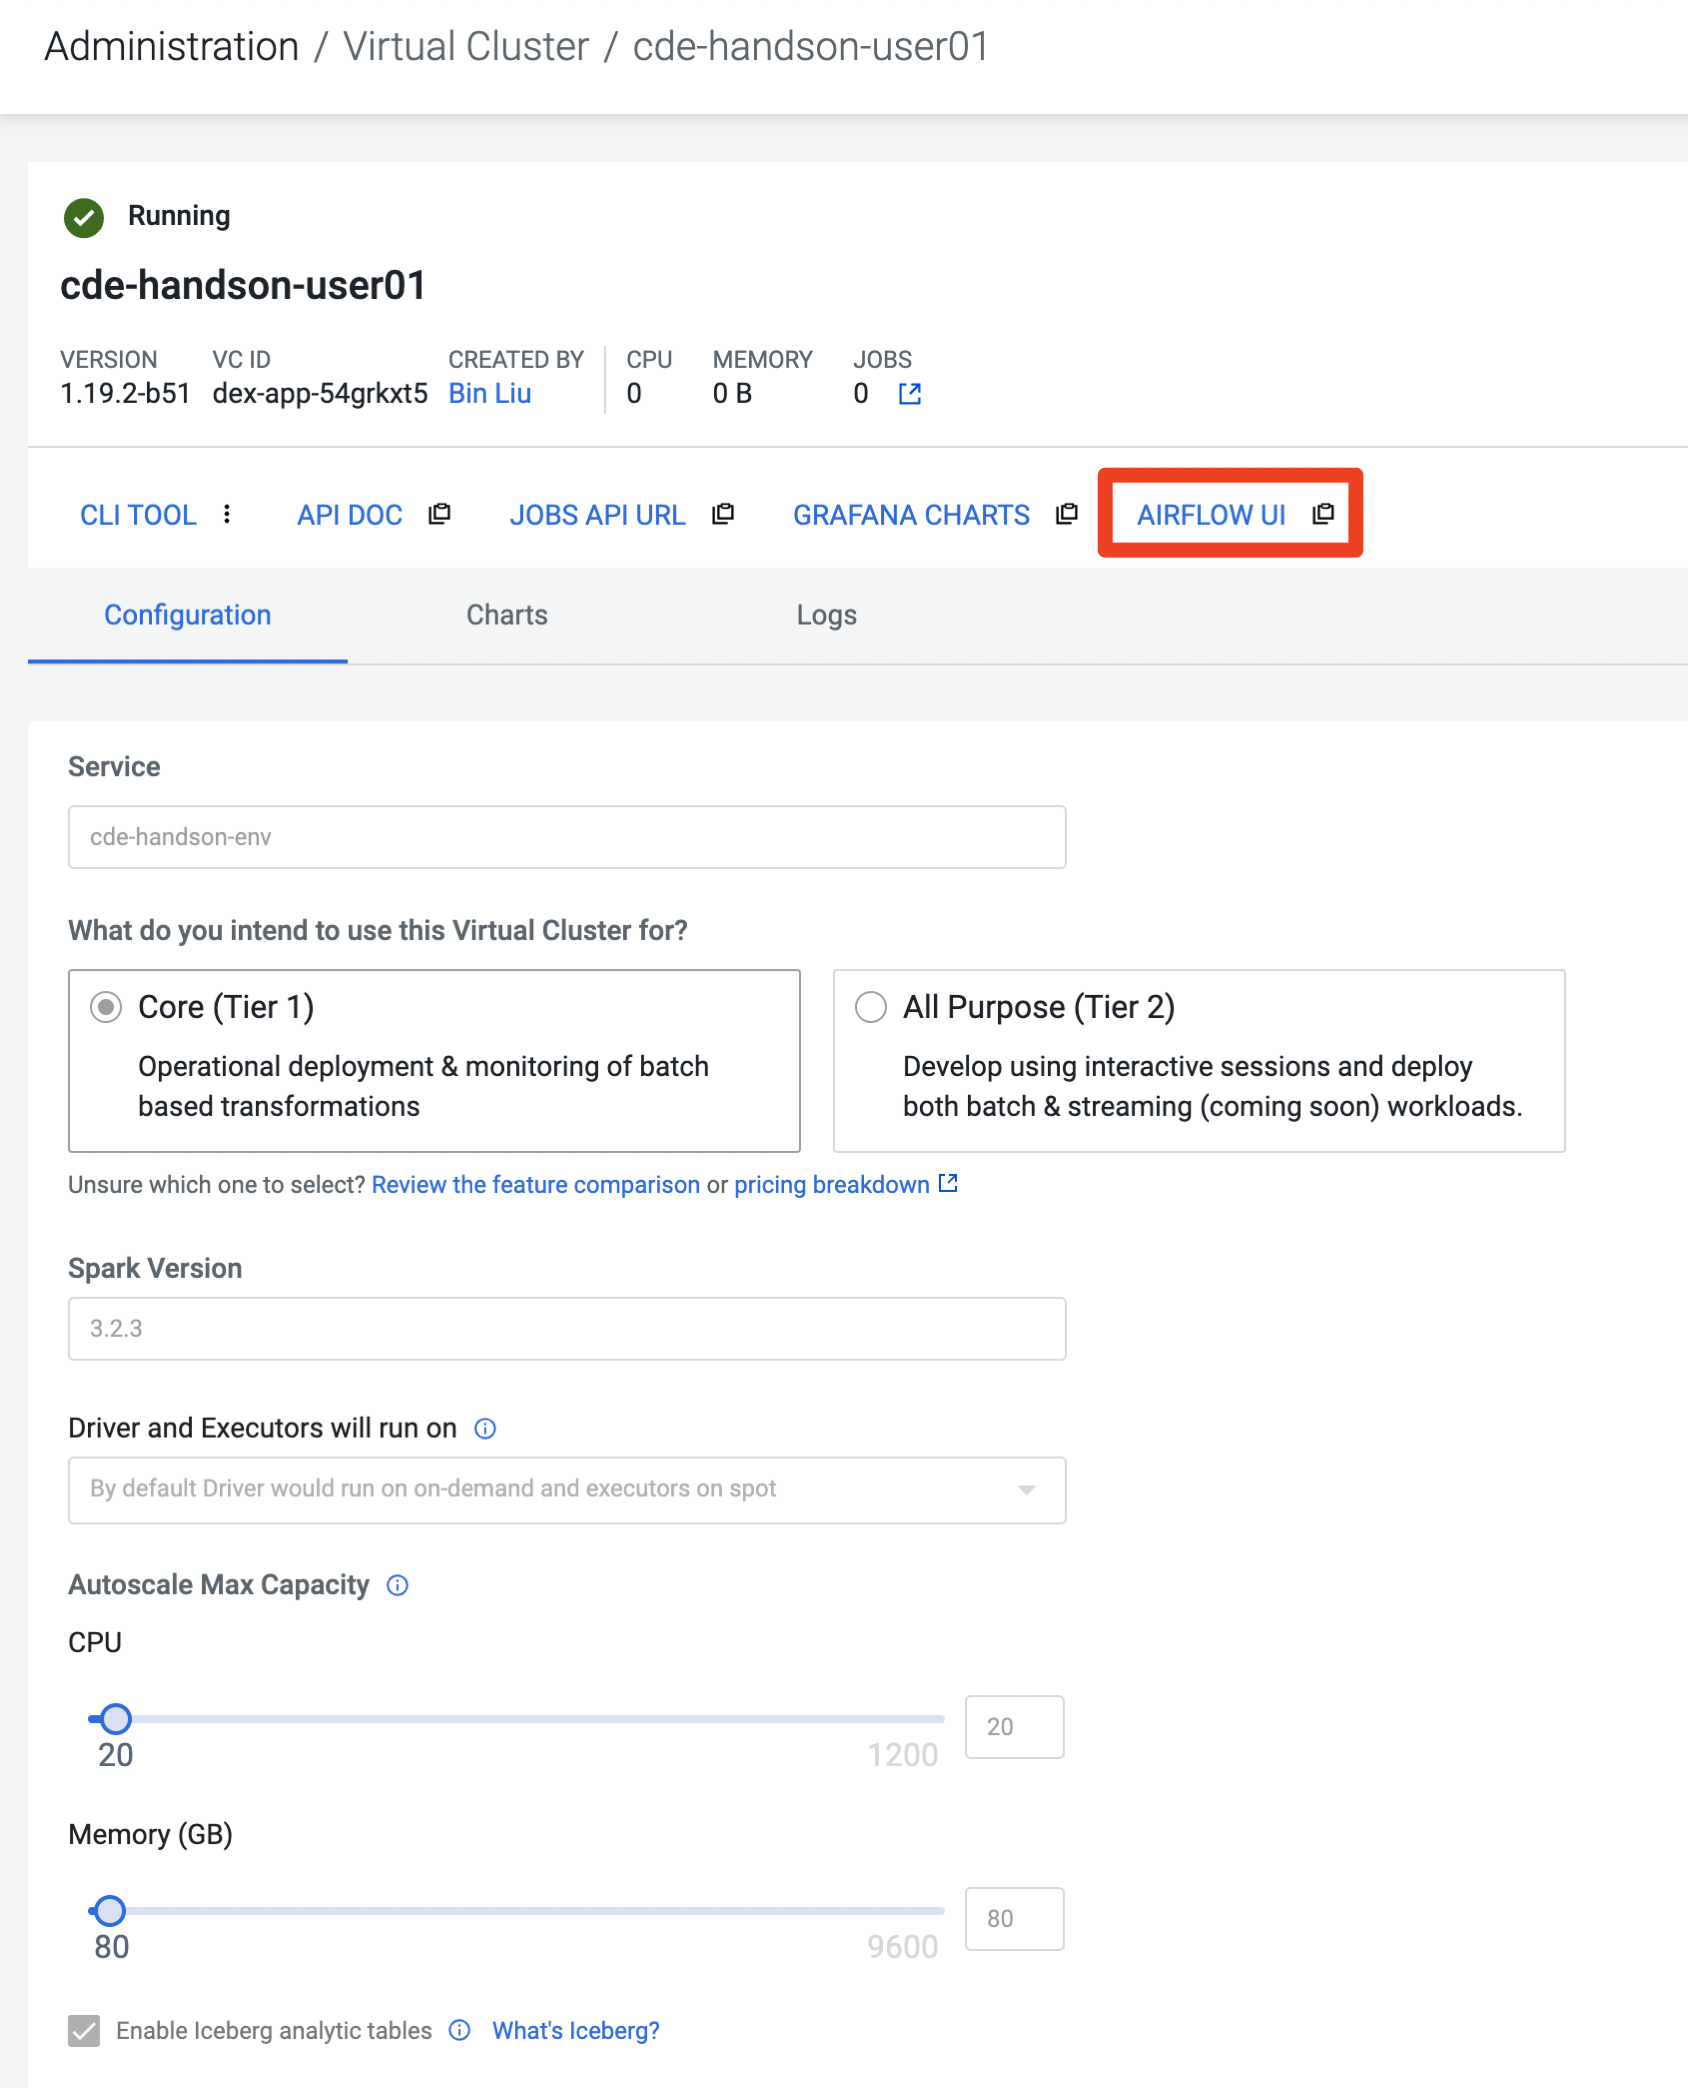 Administration / Virtual Cluster / cde-handson-user01
Running
cde-handson-user01
VERSION VC ID CREATED BY CPU MEMORY JOBS
1.19.2-b51 dex-app-54grkxt5 Bin Liu 0 0 B 0
CLI TOOL API DOC JOBS API URL GRAFANA CHARTS AIRFLOW UI
Configuration Charts Logs
Service
cde-handson-env
What do you intend to use this Virtual Cluster for?
Core (Tier 1)
Operational deployment & monitoring of batch
based transformations
All Purpose (Tier 2)
Develop using interactive sessions and deploy
both batch & streaming (coming soon) workloads.
Unsure which one to select? Review the feature comparison or pricing breakdown
Spark Version
3.2.3
Driver and Executors will run on
By default Driver would run on on-demand and executors on spot
Autoscale Max Capacity
CPU
20 1200 20
Memory (GB)
80 9600 80
Enable Iceberg analytic tables What's Iceberg?